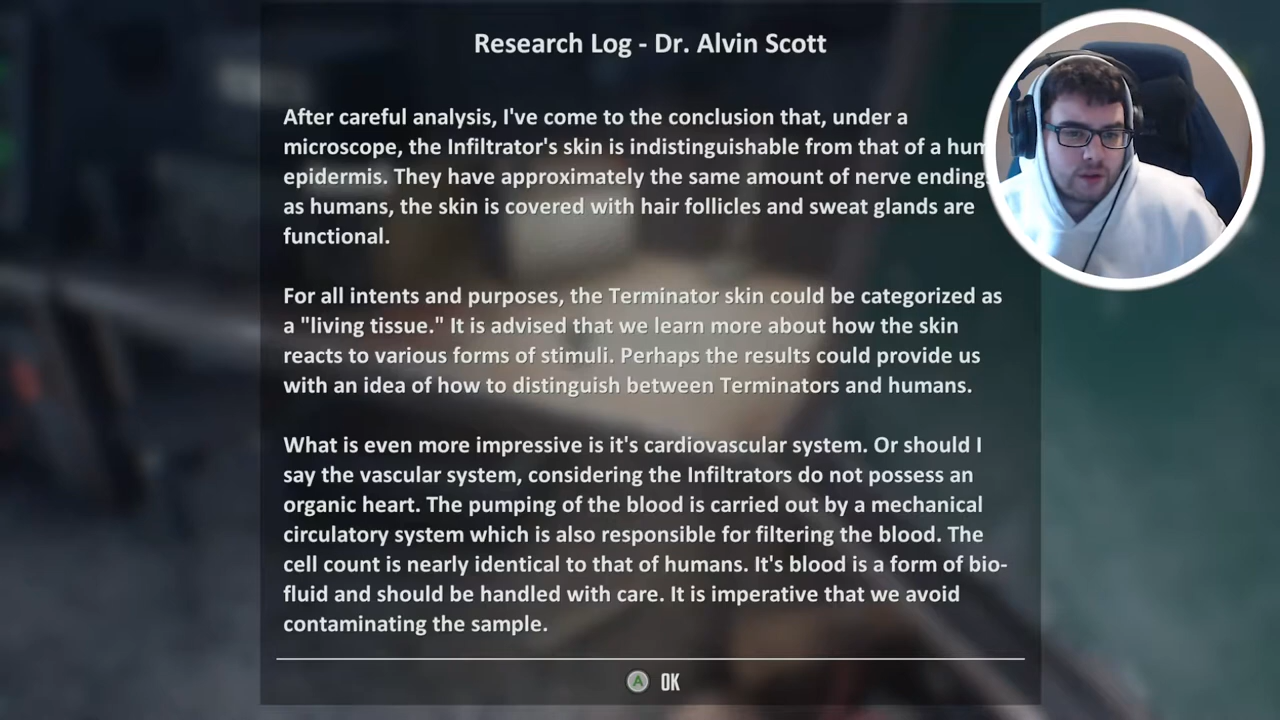 Research Log - Dr. Alvin Scott
After careful analysis, I've come to the conclusion that, under a
microscope, the Infiltrator's skin is indistinguishable from that of a hum
epidermis. They have approximately the same amount of nerve endings
as humans, the skin is covered with hair follicles and sweat glands are
functional.
For all intents and purposes, the Terminator skin could be categorized as
a "living tissue." It is advised that we learn more about how the skin
reacts to various forms of stimuli. Perhaps the results could provide us
with an idea of how to distinguish between Terminators and humans.
What is even more impressive is it's cardiovascular system. Or should I
say the vascular system, considering the Infiltrators do not possess an
organic heart. The pumping of the blood is carried out by a mechanical
circulatory system which is also responsible for filtering the blood. The
cell count is nearly identical to that of humans. It's blood is a form of bio-
fluid and should be handled with care. It is imperative that we avoid
contaminating the sample.
A OK